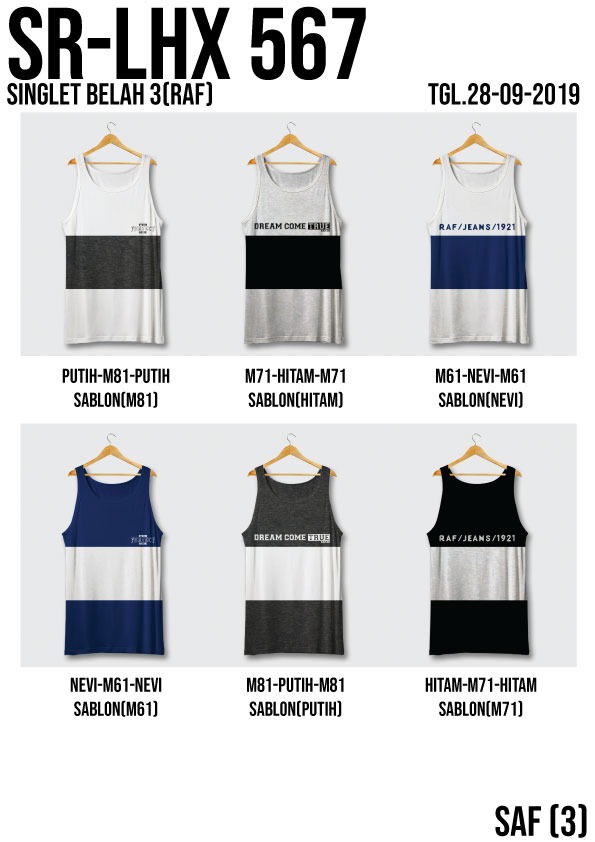 SR-LHX 567
SINGLET BELAH 3(RAF)
TGL.28-09-2019
DREAM COME TRUE
RAF/JEANS/1921
PUTIH-M81-PUTIH
SABLON(M81)
M71-HITAM-M71
SABLON(HITAM)
M61-NEVI-M61
SABLON(NEVI)
DREAM COME TRUE
RAF/JEANS/1921
NEVI-M61-NEVI
SABLON(M61)
M81-PUTIH-M81
SABLON(PUTIH)
HITAM-M71-HITAM
SABLON(M71)
SAF (3)